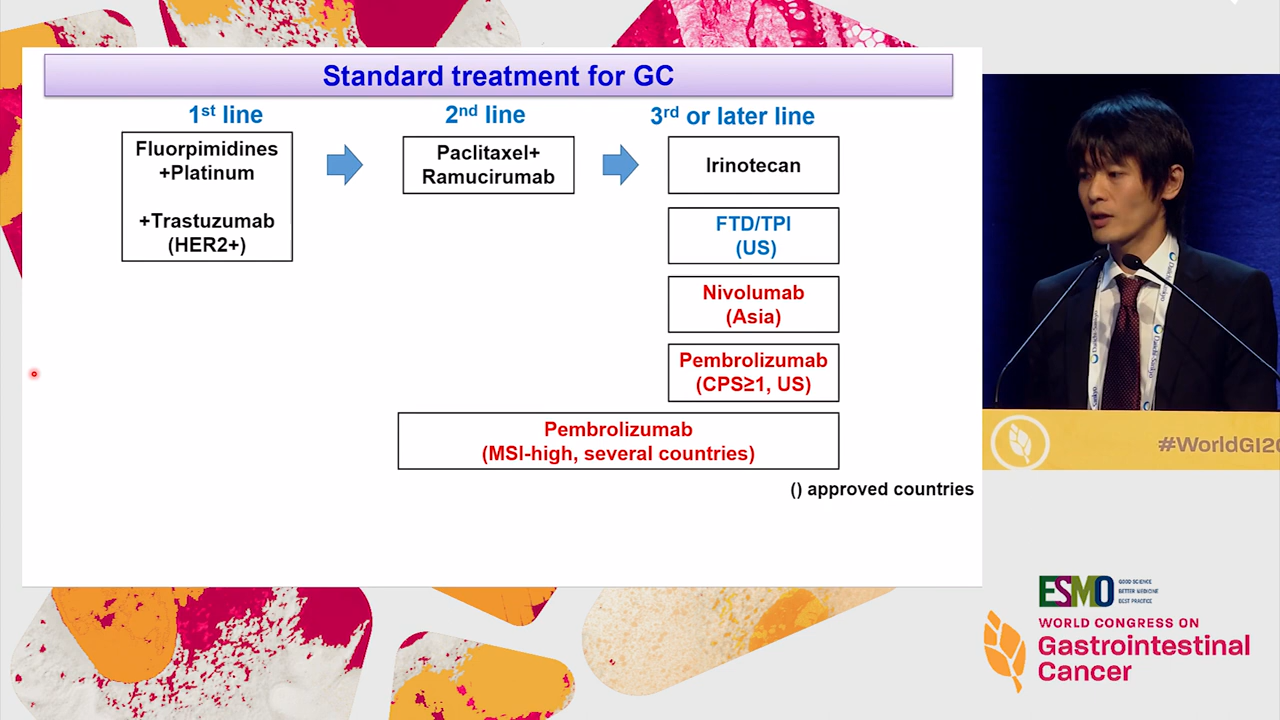 Standard treatment for GC
1st line
2nd line
3rd or later line
Fluorpimidines
+Platinum
+Trastuzumab
(HER2+)
Paclitaxel+
Ramucirumab
Irinotecan
FTD/TPI
(US)
Nivolumab
(Asia)
Pembrolizumab
(CPS≥1, US)
Pembrolizumab
(MSI-high, several countries)
() approved countries
Daiichi-Sankyo
#WorldGI20
ESMO
GOOD SCIENCE
BETTER MEDICINE
BEST PRACTICE
WORLD CONGRESS ON
Gastrointestinal
Cancer